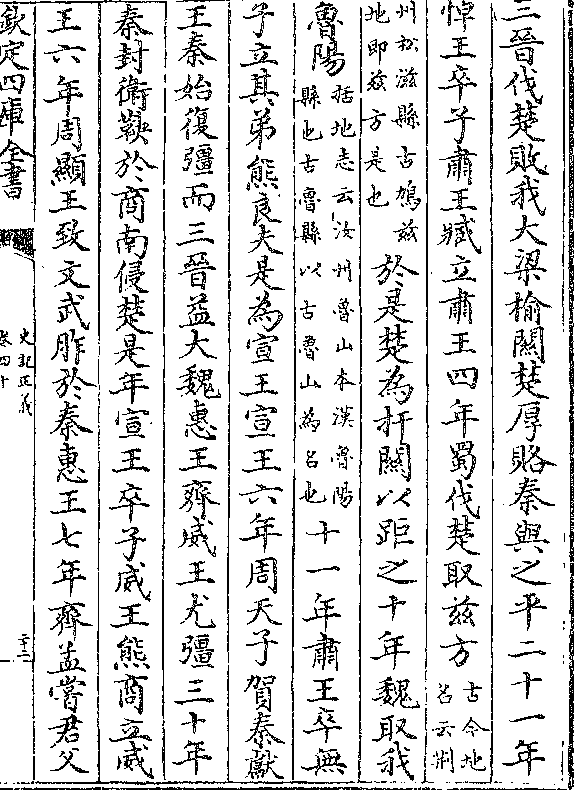 三晉伐楚敗我大梁榆關楚厚賂秦與之平二十一年
悼王卒子肅王臧立肅王四年蜀伐楚取兹方古今地名云荆
州松滋縣古鳩兹地即兹方是也於是楚為扞關以距之十年魏取我
魯陽括地志云汝州魯山本漢魯陽縣也古魯縣以古魯山為名也十一年肅王卒無
子立其弟熊良夫是為宣王宣王六年周天子賀秦獻
王秦始復彊而三晉益大魏惠王齊威王尤彊三十年
秦封衛鞅於商南侵楚是年宣王卒子威王熊商立威
王六年周顯王致文武胙於秦惠王七年齊孟嘗君父
欽定四庫全書
史記正義
卷四十
二十三